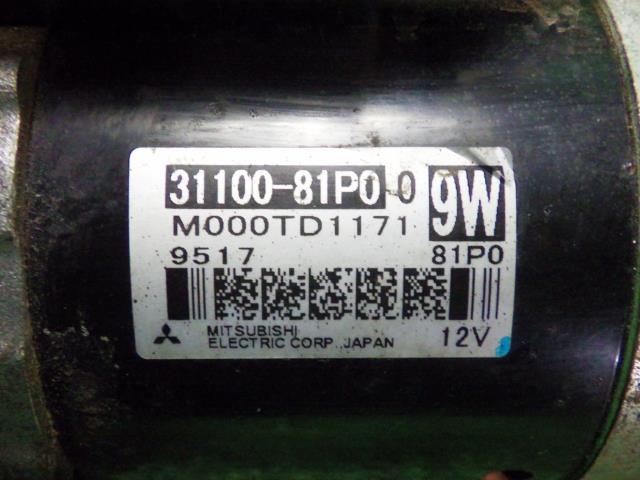 31100-81P0-0 9W
M000TD1171
9517 81P0
MITSUBISHI
ELECTRIC CORP.,JAPAN 12V